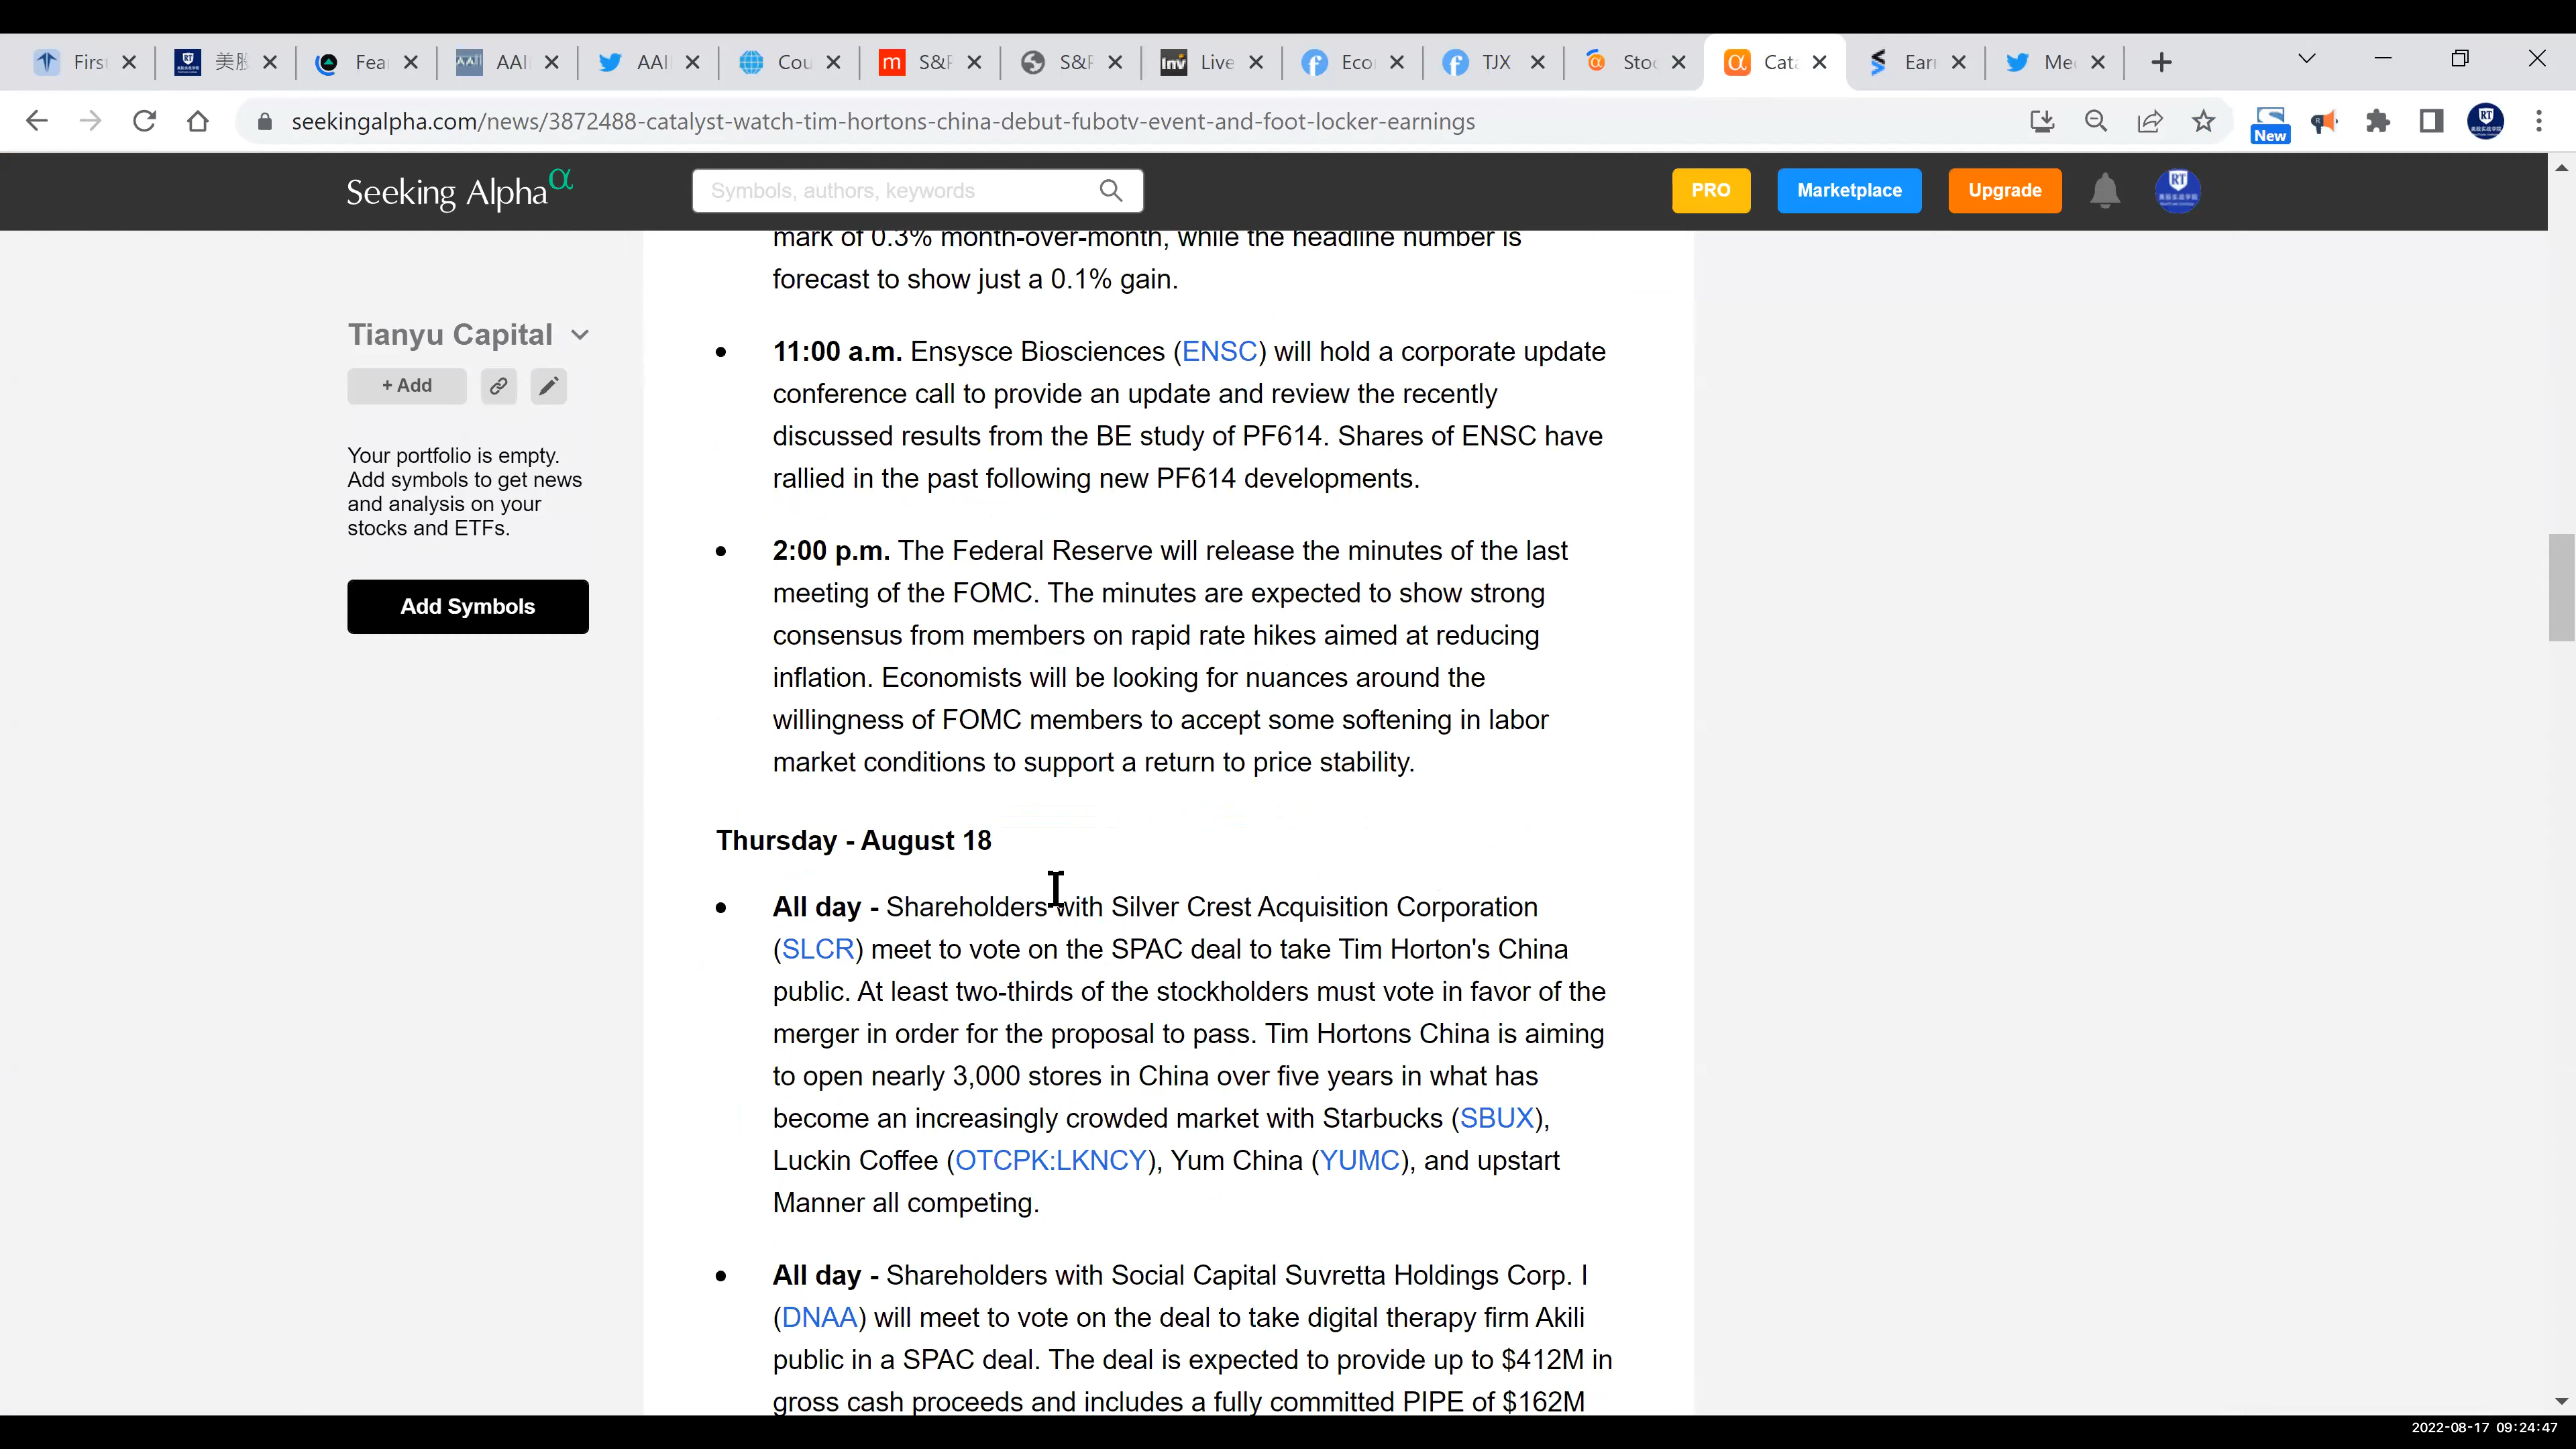 Firs
美股
Fear
AAI
AAI
Cou
S&P
S&P
Live
Eco
TJX
Stoc
Cata
Earn
Me
seekingalpha.com/news/3872488-catalyst-watch-tim-hortons-china-debut-fubotv-event-and-foot-locker-earnings
New
Seeking Alpha α
Symbols, authors, keywords
PRO
Marketplace
Upgrade
Tianyu Capital
+ Add
Your portfolio is empty.
Add symbols to get news
and analysis on your
stocks and ETFs.
Add Symbols
mark of 0.3% month-over-month, while the headline number is
forecast to show just a 0.1% gain.
11:00 a.m. Ensysce Biosciences (ENSC) will hold a corporate update
conference call to provide an update and review the recently
discussed results from the BE study of PF614. Shares of ENSC have
rallied in the past following new PF614 developments.
2:00 p.m. The Federal Reserve will release the minutes of the last
meeting of the FOMC. The minutes are expected to show strong
consensus from members on rapid rate hikes aimed at reducing
inflation. Economists will be looking for nuances around the
willingness of FOMC members to accept some softening in labor
market conditions to support a return to price stability.
Thursday - August 18
All day - Shareholders with Silver Crest Acquisition Corporation
(SLCR) meet to vote on the SPAC deal to take Tim Horton's China
public. At least two-thirds of the stockholders must vote in favor of the
merger in order for the proposal to pass. Tim Hortons China is aiming
to open nearly 3,000 stores in China over five years in what has
become an increasingly crowded market with Starbucks (SBUX),
Luckin Coffee (OTCPK:LKNCY), Yum China (YUMC), and upstart
Manner all competing.
All day - Shareholders with Social Capital Suvretta Holdings Corp. I
(DNAA) will meet to vote on the deal to take digital therapy firm Akili
public in a SPAC deal. The deal is expected to provide up to $412M in
gross cash proceeds and includes a fully committed PIPE of $162M
2022-08-17 09:24:47